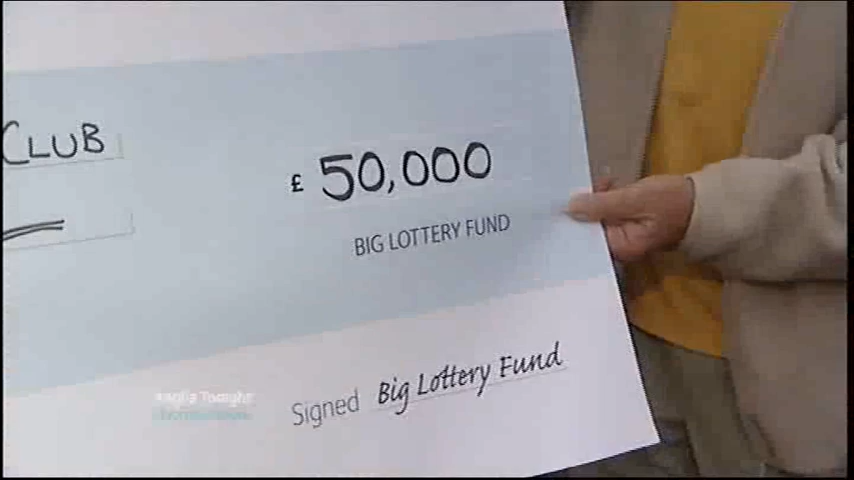 CLUB
£ 50,000
BIG LOTTERY FUND
Signed Big Lottery Fund
Anglia Tonight